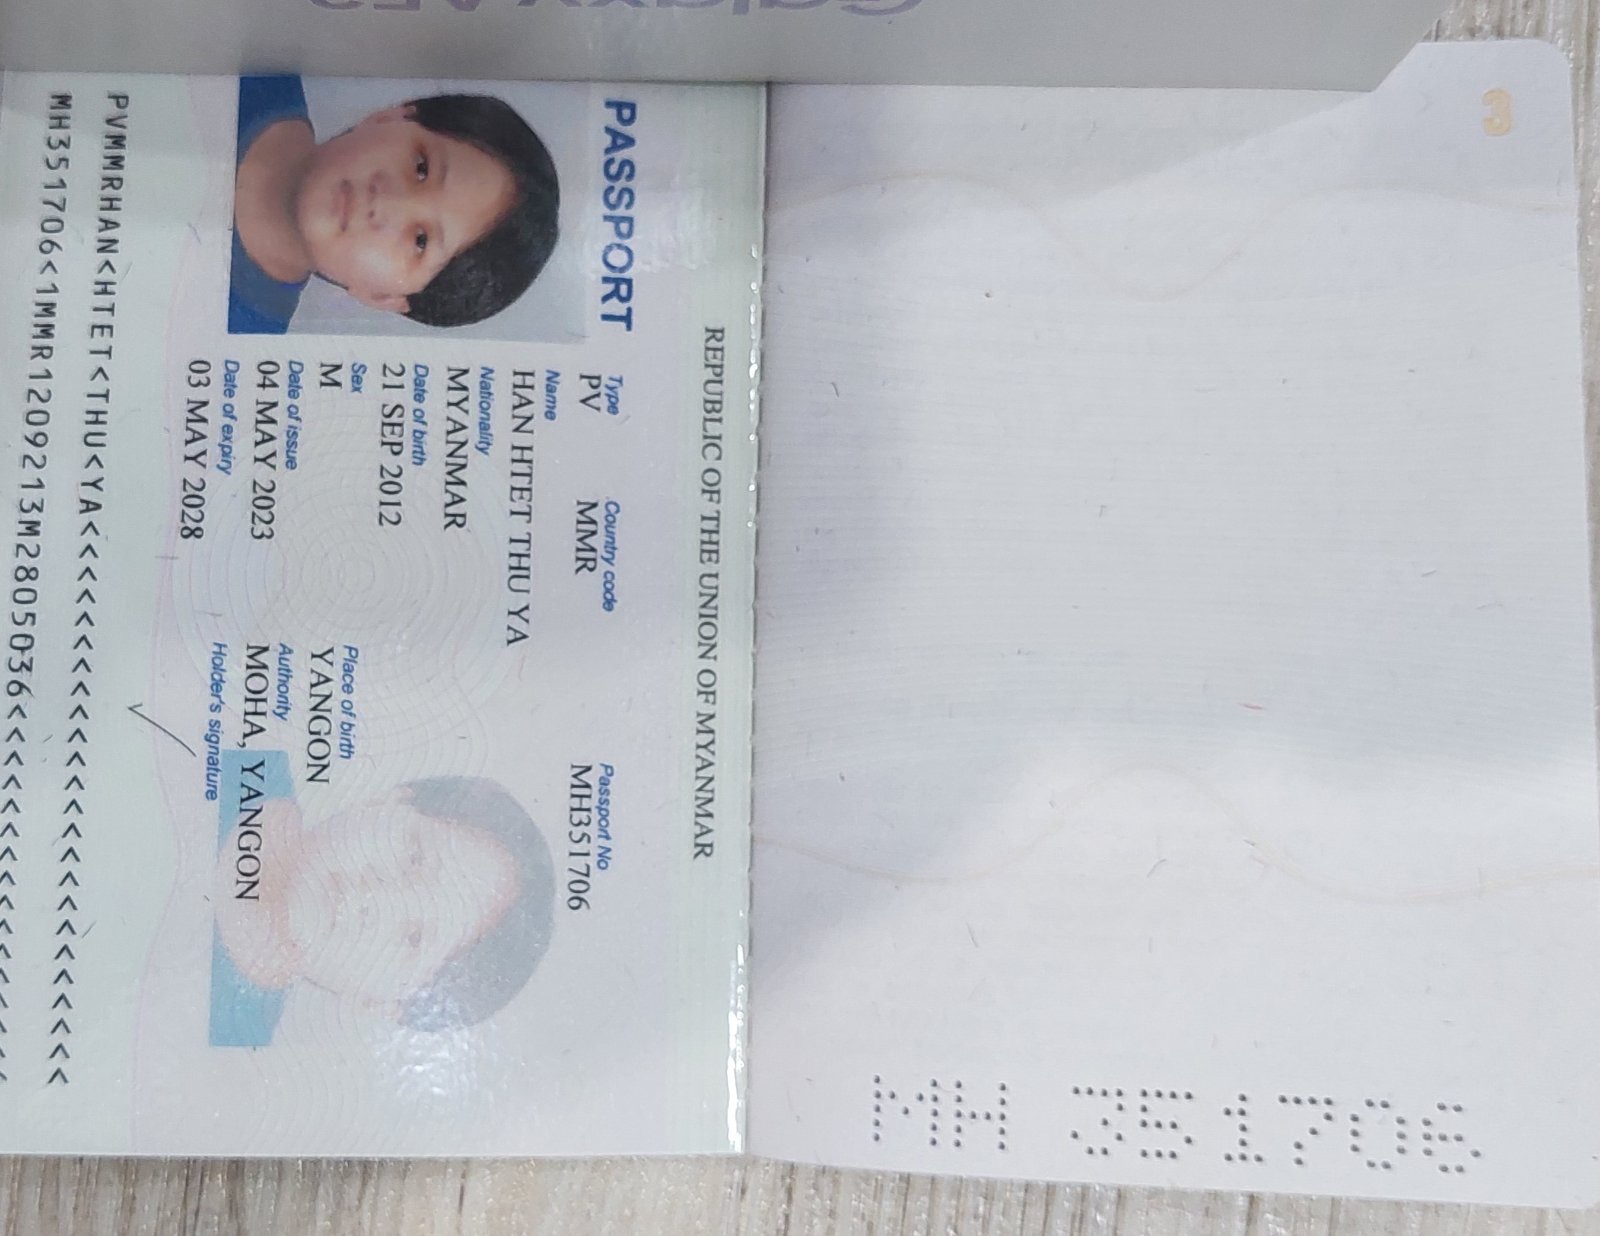 Galaxy A53
3
REPUBLIC OF THE UNION OF MYANMAR
PASSPORT
Type Country code Passport No
PV MMR MH351706
Name
HAN HTET THU YA
Nationality
MYANMAR
Date of birth
21 SEP 2012
Sex Place of birth
M YANGON
Date of issue Authority
04 MAY 2023 MOHA, YANGON
Date of expiry Holder's signature
03 MAY 2028
PVMMRHAN<HTET<THU<YA<<<<<<<<<<<<<<<<<<<<<<<<
MH351706<1MMR1209213M2805036<<<<<<<<<<<<<<
MH 351706